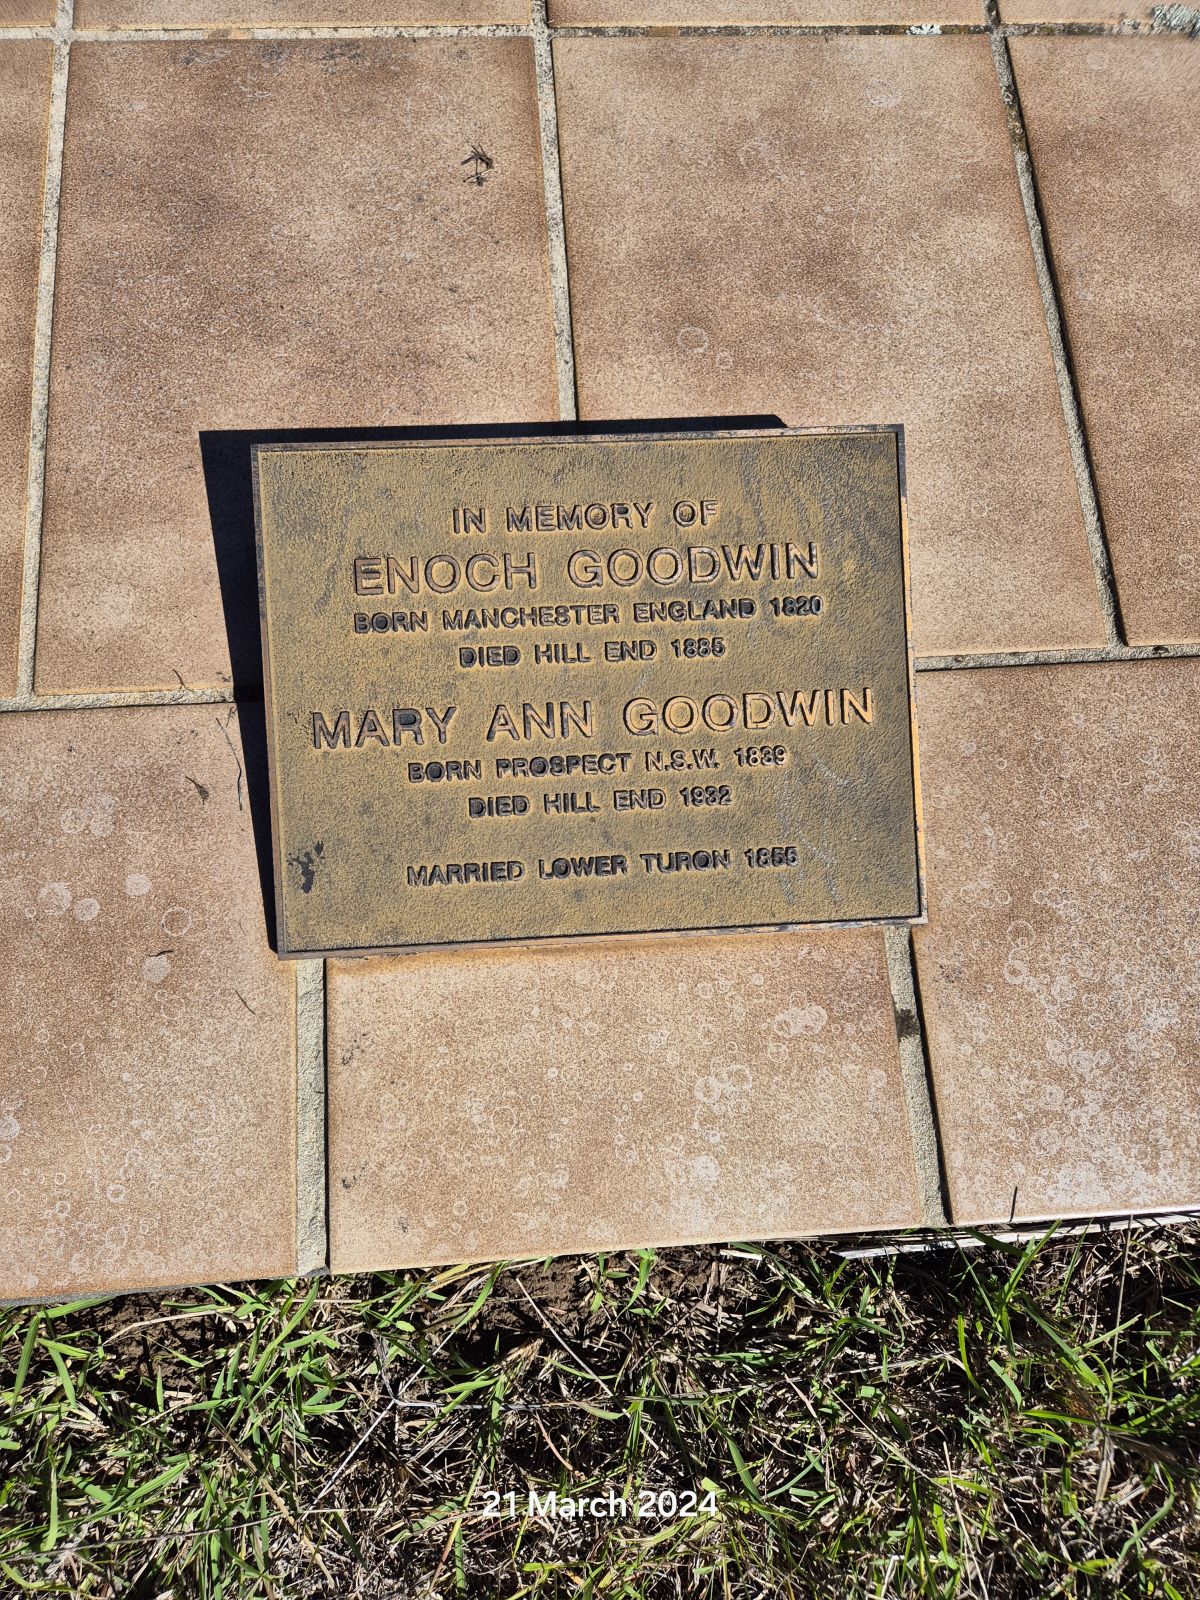 IN MEMORY OF
ENOCH GOODWIN
BORN MANCHESTER ENGLAND 1820
DIED HILL END 1885
MARY ANN GOODWIN
BORN PROSPECT N.S.W. 1839
DIED HILL END 1932
MARRIED LOWER TURON 1855
21 March 2024